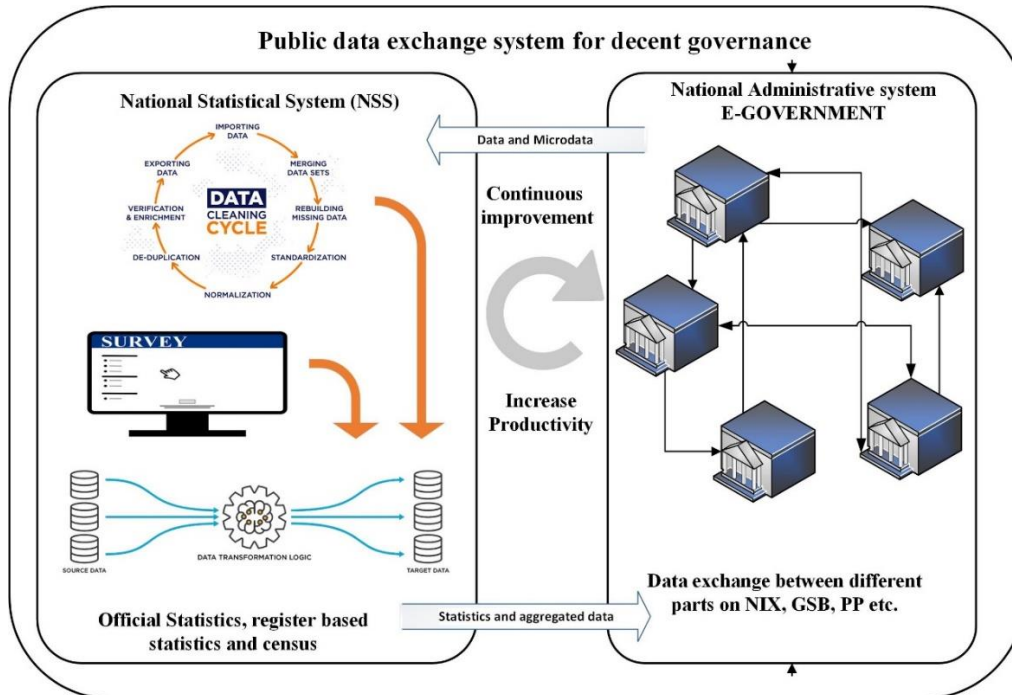 Public data exchange system for decent governance
National Statistical System (NSS)
IMPORTING
DATA
MERGING
DATA SETS
REBUILDING
MISSING DATA
STANDARDIZATION
NORMALIZATION
DE-DUPLICATION
VERIFICATION
& ENRICHMENT
EXPORTING
DATA
DATA
CLEANING
CYCLE
SURVEY
SOURCE DATA
DATA TRANSFORMATION LOGIC
TARGET DATA
Official Statistics, register based
statistics and census
Data and Microdata
Continuous
improvement
Increase
Productivity
Statistics and aggregated data
National Administrative system
E-GOVERNMENT
Data exchange between different
parts on NIX, GSB, PP etc.